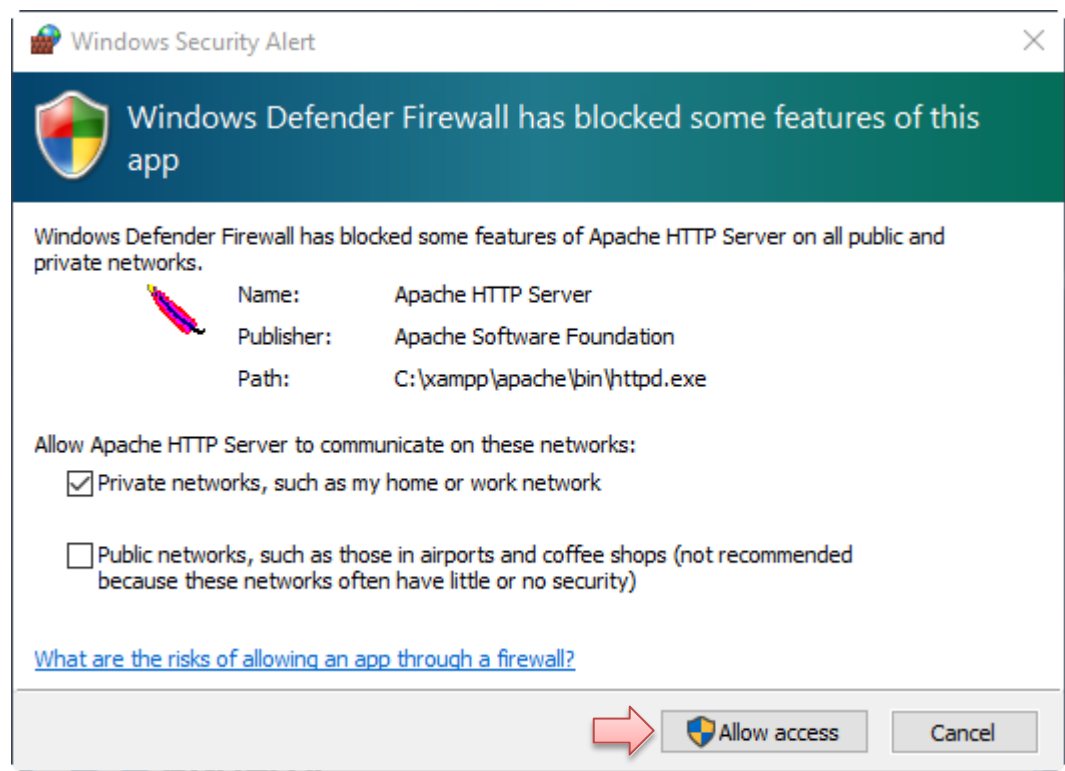 Windows Security Alert
Windows Defender Firewall has blocked some features of this
app
Windows Defender Firewall has blocked some features of Apache HTTP Server on all public and
private networks.
Name: Apache HTTP Server
Publisher: Apache Software Foundation
Path: C:\xampp\apache\bin\httpd.exe
Allow Apache HTTP Server to communicate on these networks:
Private networks, such as my home or work network
Public networks, such as those in airports and coffee shops (not recommended
because these networks often have little or no security)
What are the risks of allowing an app through a firewall?
Allow access Cancel